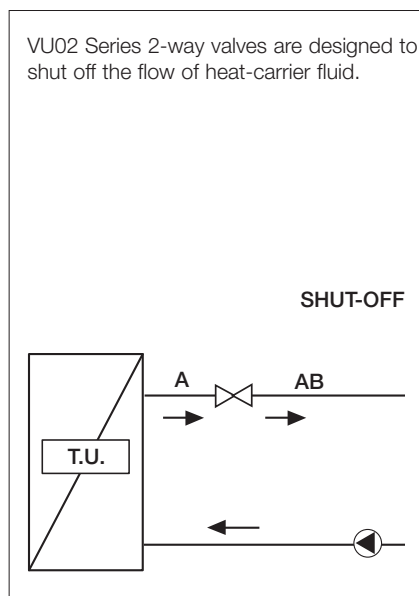 VU02 Series 2-way valves are designed to
shut off the flow of heat-carrier fluid.
SHUT-OFF
A AB
T.U.